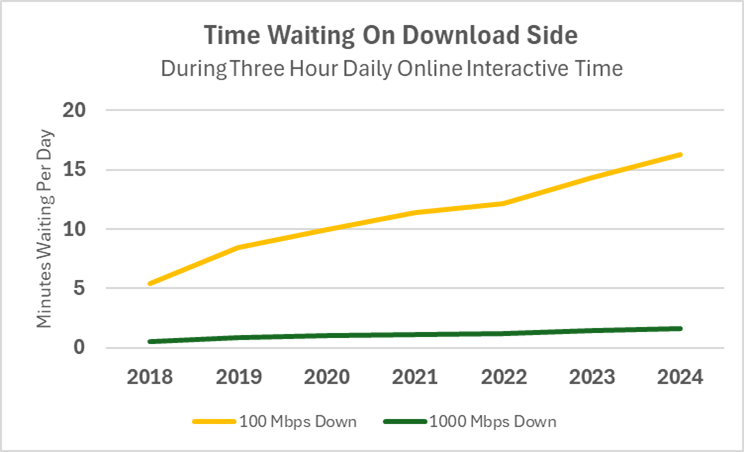 Time Waiting On Download Side
During Three Hour Daily Online Interactive Time
Minutes Waiting Per Day
20
15
10
5
0
2018 2019 2020 2021 2022 2023 2024
100 Mbps Down 1000 Mbps Down